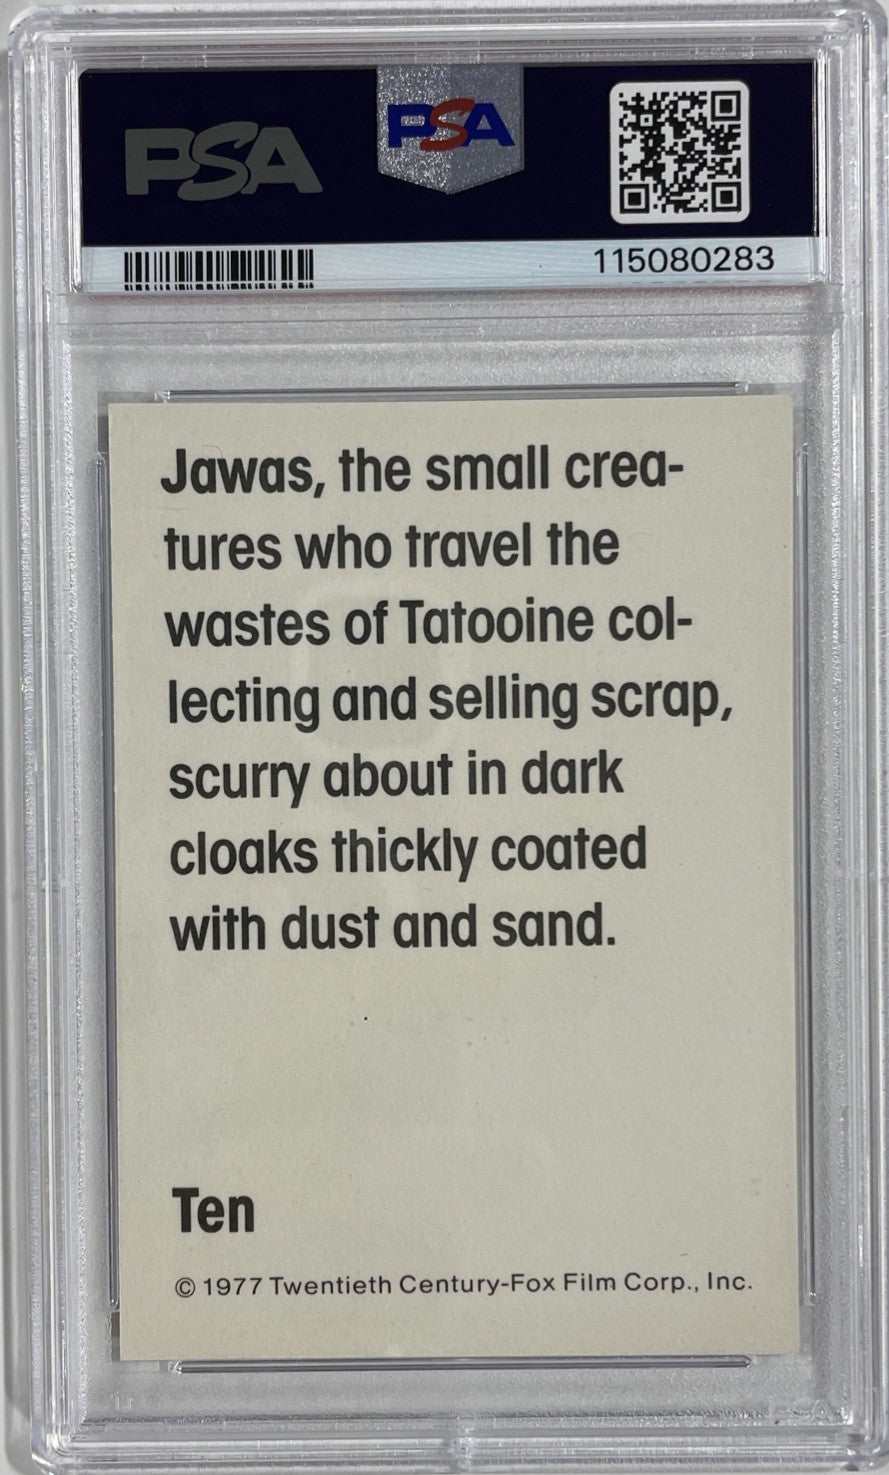 PSA
PSA
115080283
Jawas, the small crea-
tures who travel the
wastes of Tatooine col-
lecting and selling scrap,
scurry about in dark
cloaks thickly coated
with dust and sand.
Ten
© 1977 Twentieth Century-Fox Film Corp., Inc.